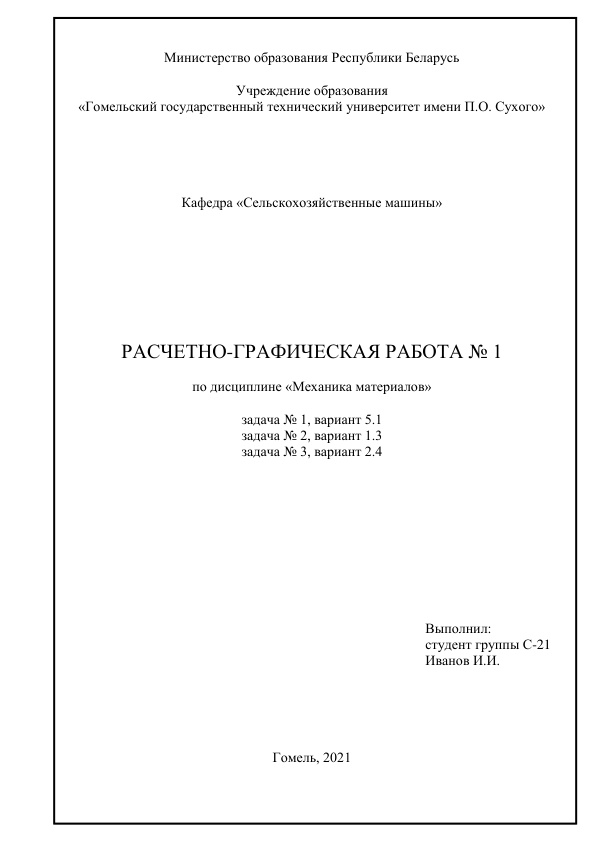 Министерство образования Республики Беларусь
Учреждение образования
«Гомельский государственный технический университет имени П.О. Сухого»
Кафедра «Сельскохозяйственные машины»
РАСЧЕТНО-ГРАФИЧЕСКАЯ РАБОТА № 1
по дисциплине «Механика материалов»
задача № 1, вариант 5.1
задача № 2, вариант 1.3
задача № 3, вариант 2.4
Выполнил:
студент группы С-21
Иванов И.И.
Гомель, 2021